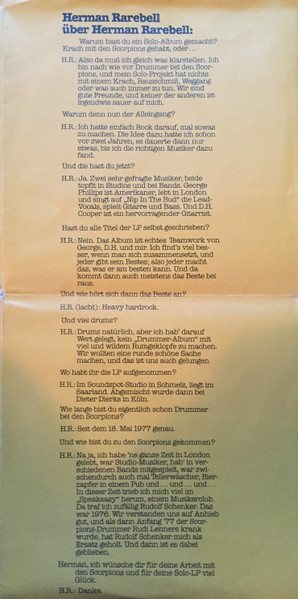 Herman Rarebell
über Herman Rarebell:
Warum hast du ein Solo-Album gemacht?
Krach mit den Scorpions gehabt, oder...
H.R.: Also da muß ich gleich was klarstellen. Ich
bin nach wie vor Drummer bei den Scor-
pions, und mein Solo-Projekt hat nichts
mit einem Krach, Rausschmiß, Weggang
oder was auch immer zu tun. Wir sind
gute Freunde, und keiner der anderen ist
irgendwie sauer auf mich.
Warum denn nun der Alleingang?
H.R.: Ich hatte einfach Bock darauf, mal sowas
zu machen. Die Idee dazu hatte ich schon
vor zwei Jahren, es dauerte dann nur
etwas, bis ich die richtigen Musiker dazu
fand.
Und die hast du jetzt?
H.R.: Ja. Zwei sehr gefragte Musiker, beide
topfit in Studios und bei Bands. George
Phillips ist Amerikaner, lebt in London
und singt auf „Nip In The Bud“ die Lead-
Vocals, spielt Gitarre und Bass. Und D.H.
Cooper ist ein hervorragender Gitarrist.
Hast du alle Titel der LP selbst geschrieben?
H.R.: Nein. Das Album ist echtes Teamwork von
George, D.H. und mir. Ich find's viel bes-
ser, wenn man sich zusammensetzt, und
jeder gibt sein Bestes; also jeder macht
das, was er am besten kann. Und da
kommt dann auch meistens das Beste bei
raus.
Und wie hört sich dann das Beste an?
H.R. (lacht): Heavy hardrock.
Und viel drums?
H.R.: Drums natürlich, aber ich hab' darauf
Wert gelegt, kein „Drummer-Album“ mit
viel und wildem Rumgeklopfe zu machen.
Wir wollten eine runde schöne Sache
machen, und das ist uns auch gelungen.
Wo habt ihr die LP aufgenommen?
H.R.: Im Soundspot-Studio in Schmelz, liegt im
Saarland. Abgemischt wurde dann bei
Dieter Dierks in Köln.
Wie lange bist du eigentlich schon Drummer
bei den Scorpions?
H.R.: Seit dem 18. Mai 1977 genau.
Und wie bist du zu den Scorpions gekommen?
H.R.: Na ja, ich habe 'ne ganze Zeit in London
gelebt, war Studio-Musiker, hab' in ver-
schiedenen Bands mitgespielt, war zwi-
schendurch auch mal Tellerwäscher, Bier-
zapfer in einem Pub und... und... und...
In dieser Zeit trieb ich mich viel im
„Speakeasy“ herum, einem Musikerclub.
Da traf ich zufällig Rudolf Schenker. Das
war 1976. Wir verstanden uns auf Anhieb
gut, und als dann Anfang '77 der Scor-
pions-Drummer Rudi Lenners krank
wurde, hat Rudolf Schenker mich als
Ersatz geholt. Und dann ist es dabei
geblieben.
Herman, ich wünsche dir für deine Arbeit mit
den Scorpions und für deine Solo-LP viel
Glück.
H.R.: Danke.